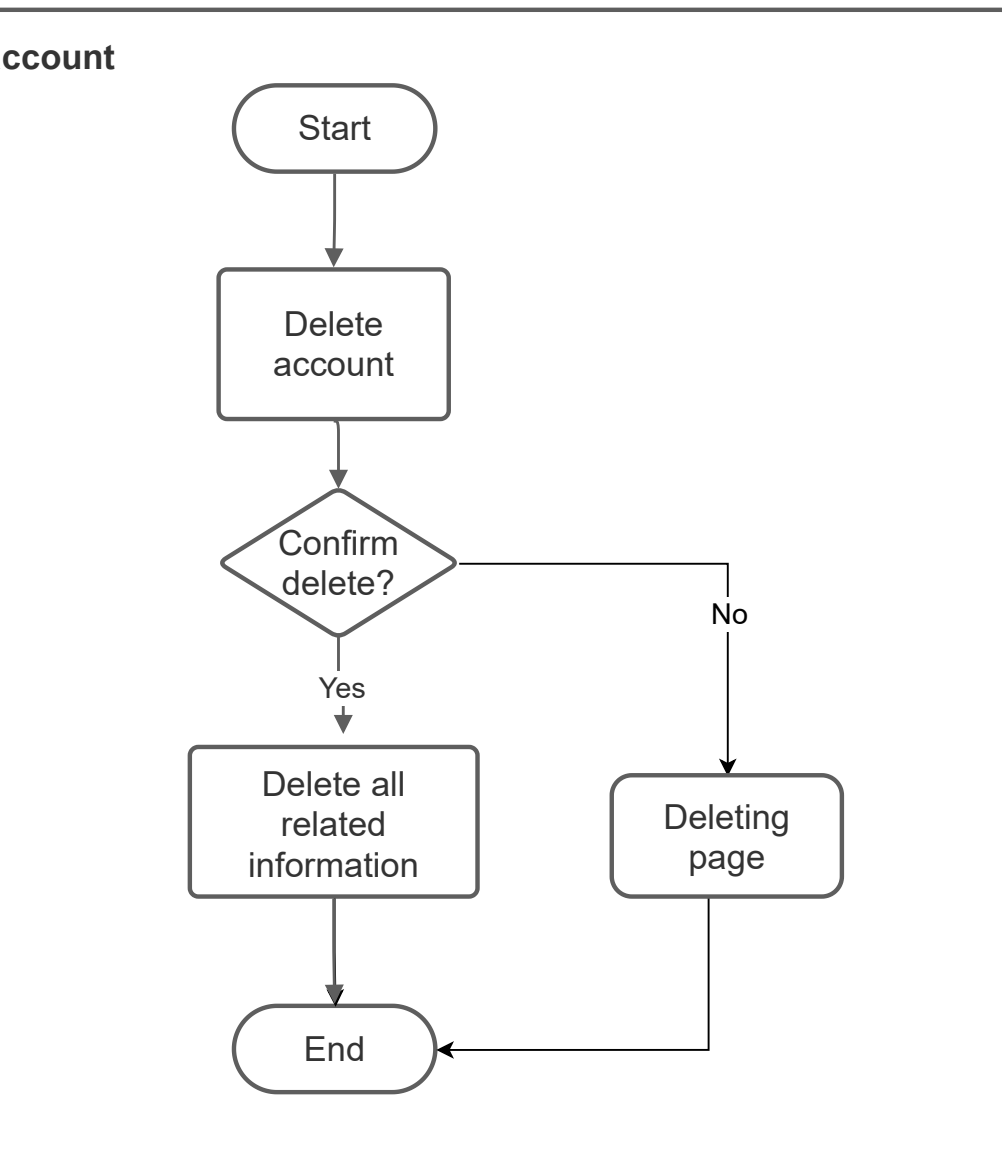 ccount
Start
Delete
account
Confirm
delete?
No
Yes
Delete all
related
information
Deleting
page
End